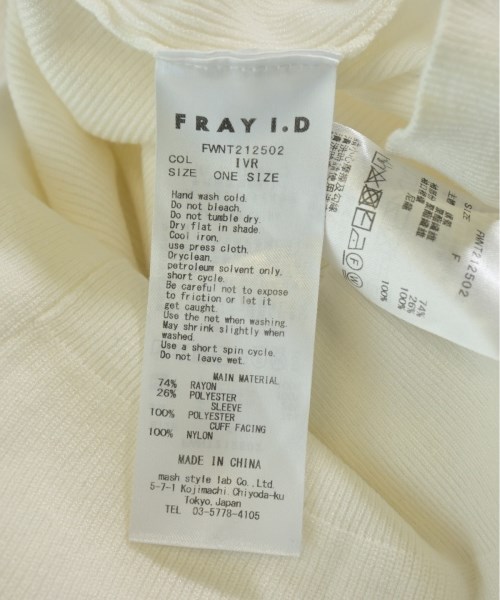 FRAY I.D
FWNT212502
COL IVR
SIZE ONE SIZE
Hand wash cold.
Do not bleach.
Do not tumble dry.
Dry flat in shade.
Cool iron,
use press cloth.
Dryclean,
petroleum solvent only,
short cycle.
Be careful not to expose
to friction or let it
get caught.
Use the net when washing.
May shrink slightly when
washed.
Use a short spin cycle.
Do not leave wet.
MAIN MATERIAL
74% RAYON
26% POLYESTER
SLEEVE
100% POLYESTER
CUFF FACING
100% NYLON
MADE IN CHINA
mash style lab Co.,Ltd.
5-7-1 Kojimachi Chiyoda-ku
Tokyo,Japan
TEL 03-5778-4105
FWNT212502
SIZE F
74%
26%
100%
100%